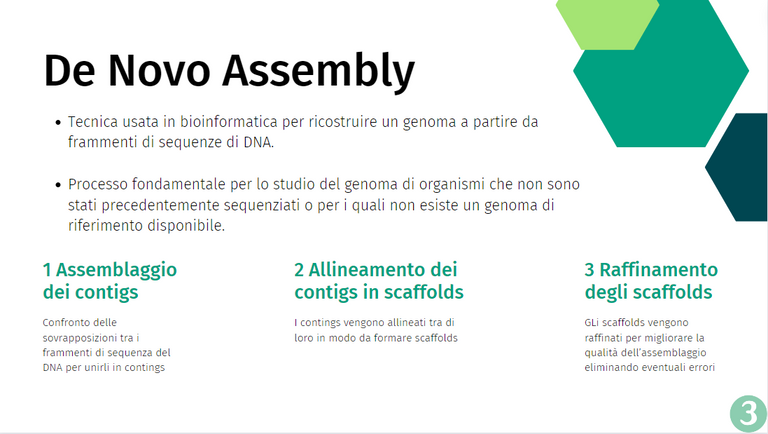 De Novo Assembly
• Tecnica usata in bioinformatica per ricostruire un genoma a partire da
frammenti di sequenze di DNA.
• Processo fondamentale per lo studio del genoma di organismi che non sono
stati precedentemente sequenziati o per i quali non esiste un genoma di
riferimento disponibile.
1 Assemblaggio
dei contigs
Confronto delle
sovrapposizioni tra i
frammenti di sequenza del
DNA per unirli in contings
2 Allineamento dei
contigs in scaffolds
I contings vengono allineati tra di
loro in modo da formare scaffolds
3 Raffinamento
degli scaffolds
GLi scaffolds vengono
raffinati per migliorare la
qualità dell'assemblaggio
eliminando eventuali errori
3